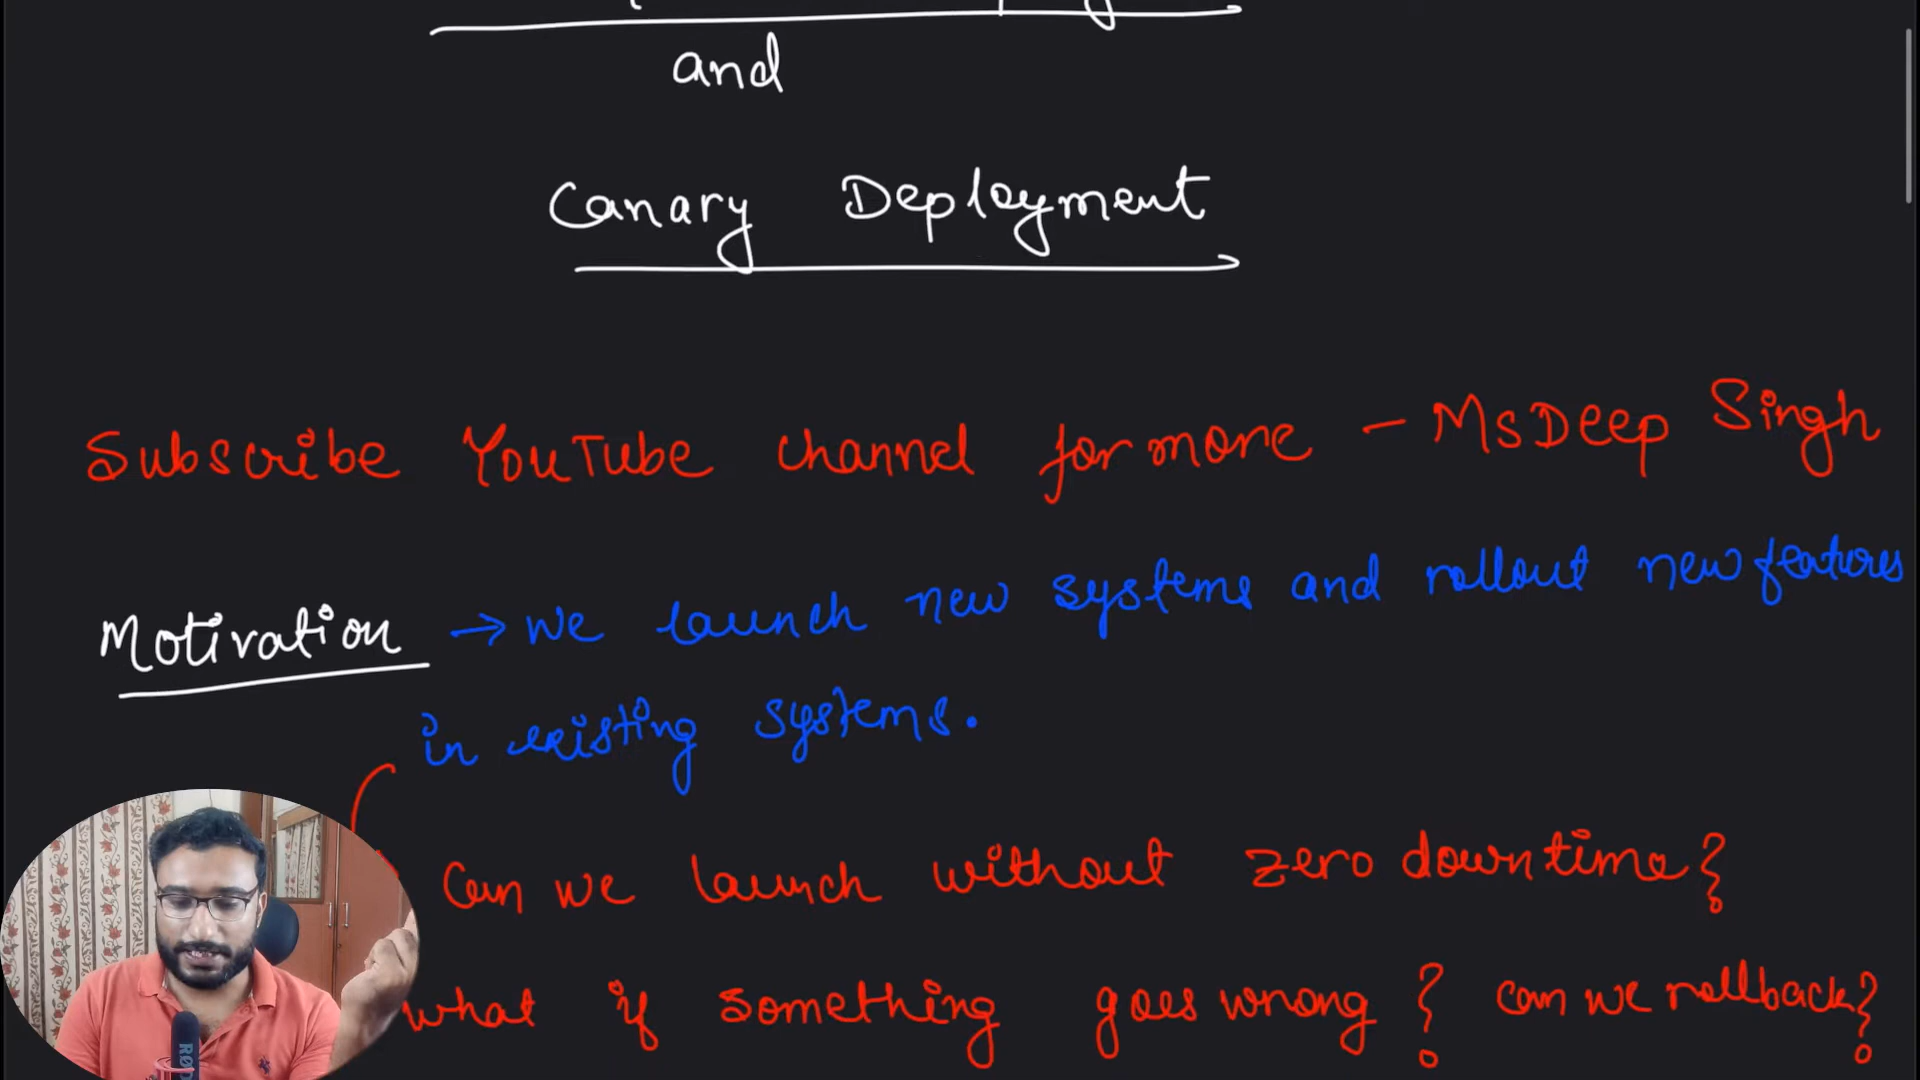 and
Canary Deployment
Subscribe YouTube channel for more - MsDeep Singh
Motivation → We launch new systems and rollout new features
in existing systems.
Can we launch without zero downtime?
what if something goes wrong? can we rollback?
RØD